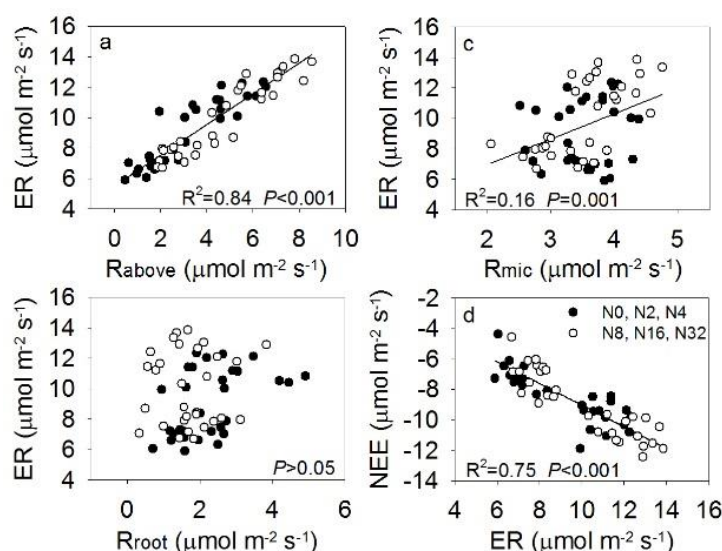 a
ER (μmol m-2 s-1)
16
14
12
10
8
6
4
R2=0.84 P<0.001
0 2 4 6 8 10
Rabove (μmol m-2 s-1)
c
ER (μmol m-2 s-1)
16
14
12
10
8
6
4
R2=0.16 P=0.001
2 3 4 5
Rmic (μmol m-2 s-1)
ER (μmol m-2 s-1)
16
14
12
10
8
6
4
P>0.05
0 2 4 6
Rroot (μmol m-2 s-1)
d
N0, N2, N4
N8, N16, N32
NEE (μmol m-2 s-1)
-2
-4
-6
-8
-10
-12
-14
R2=0.75 P<0.001
4 6 8 10 12 14 16
ER (μmol m-2 s-1)